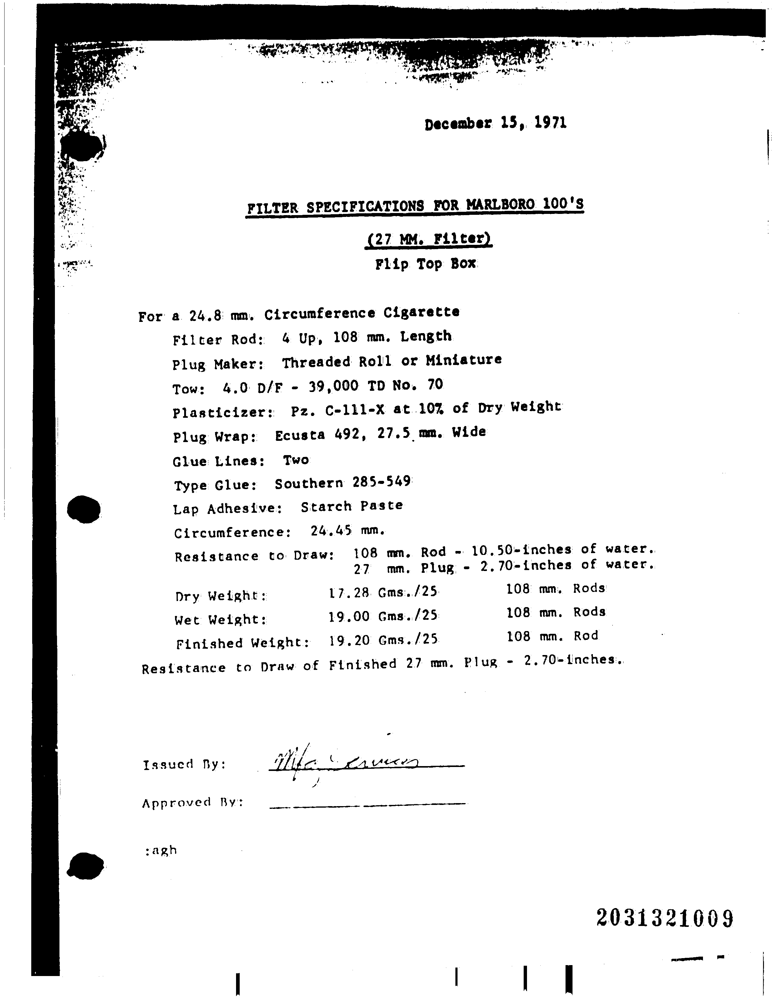 December 15, 1971
FILTER SPECIFICATIONS FOR MARLBORO 100'S
(27 MM. Filter)
Flip Top Box
For a 24.8 mm. Circumference Cigarette
Filter Rod: 4 Up, 108 mm. Length
Plug Maker: Threaded Roll or Miniature
Tow: 4.0 D/F - 39,000 TD No. 70
Plasticizer: Pz. C-111-X at 10% of Dry Weight
Plug Wrap: Ecusta 492, 27.5 mm. Wide
Glue Lines: Two
Type Glue: Southern 285-549
Lap Adhesive: Starch Paste
Circumference: 24.45 mm.
Resistance to Draw: 108 mm. Rod - 10.50-inches of water.
27 mm. Plug - 2.70-inches of water.
Dry Weight: 17.28 Gms./25 108 mm. Rods
Wet Weight: 19.00 Gms./25 108 mm. Rods
Finished Weight: 19.20 Gms./25 108 mm. Rod
Resistance to Draw of Finished 27 mm. Plug - 2.70-inches.
Issued By: Mfg Services
Approved By:
:agh
2031321009